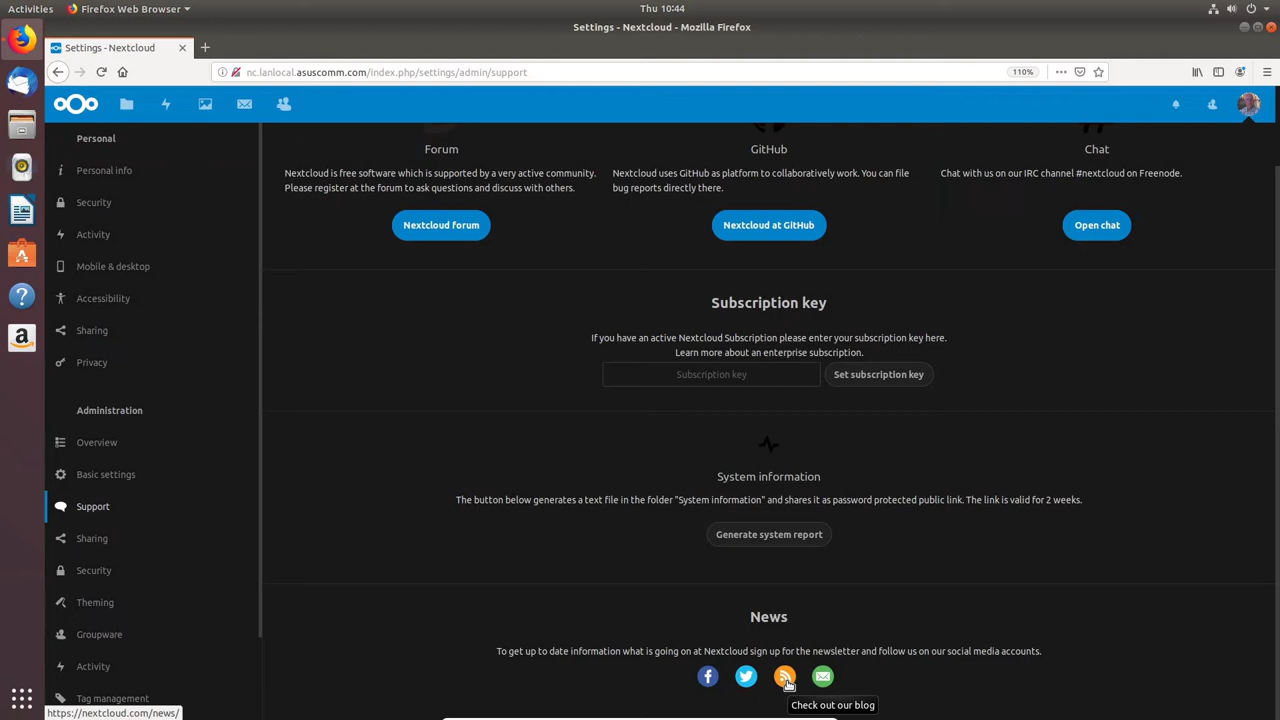 Activities Firefox Web Browser Thu 10:44
Settings - Nextcloud - Mozilla Firefox
Settings - Nextcloud
nc.lanlocal.asuscomm.com/index.php/settings/admin/support 110%
Personal
Personal info
Security
Activity
Mobile & desktop
Accessibility
Sharing
Privacy
Administration
Overview
Basic settings
Support
Sharing
Security
Theming
Groupware
Activity
Tag management
Forum
Nextcloud is free software which is supported by a very active community.
Please register at the forum to ask questions and discuss with others.
Nextcloud forum
GitHub
Nextcloud uses GitHub as platform to collaboratively work. You can file
bug reports directly there.
Nextcloud at GitHub
Chat
Chat with us on our IRC channel #nextcloud on Freenode.
Open chat
Subscription key
If you have an active Nextcloud Subscription please enter your subscription key here.
Learn more about an enterprise subscription.
Subscription key Set subscription key
System information
The button below generates a text file in the folder "System information" and shares it as password protected public link. The link is valid for 2 weeks.
Generate system report
News
To get up to date information what is going on at Nextcloud sign up for the newsletter and follow us on our social media accounts.
Check out our blog
https://nextcloud.com/news/